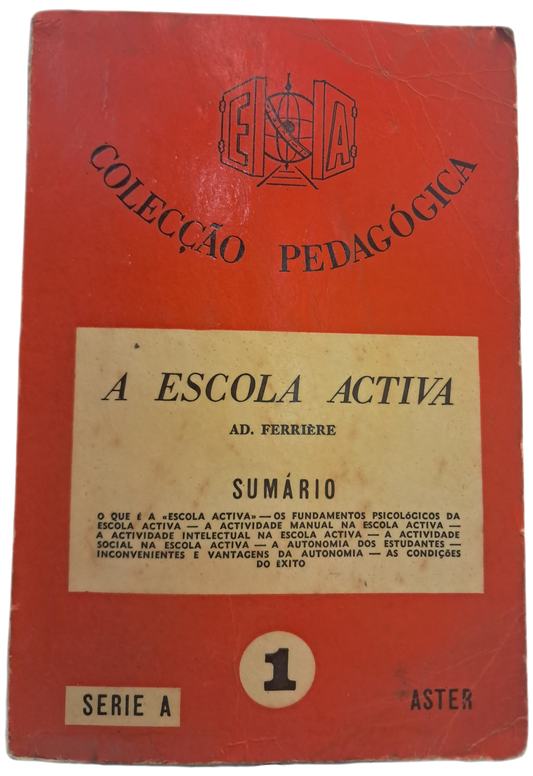 E A
COLECÇÃO PEDAGÓGICA
A ESCOLA ACTIVA
AD. FERRIÈRE
SUMÁRIO
O QUE É A «ESCOLA ACTIVA» — OS FUNDAMENTOS PSICOLÓGICOS DA
ESCOLA ACTIVA — A ACTIVIDADE MANUAL NA ESCOLA ACTIVA —
A ACTIVIDADE INTELECTUAL NA ESCOLA ACTIVA — A ACTIVIDADE
SOCIAL NA ESCOLA ACTIVA — A AUTONOMIA DOS ESTUDANTES —
INCONVENIENTES E VANTAGENS DA AUTONOMIA — AS CONDIÇÕES
DO ÊXITO
1
SERIE A
ASTER